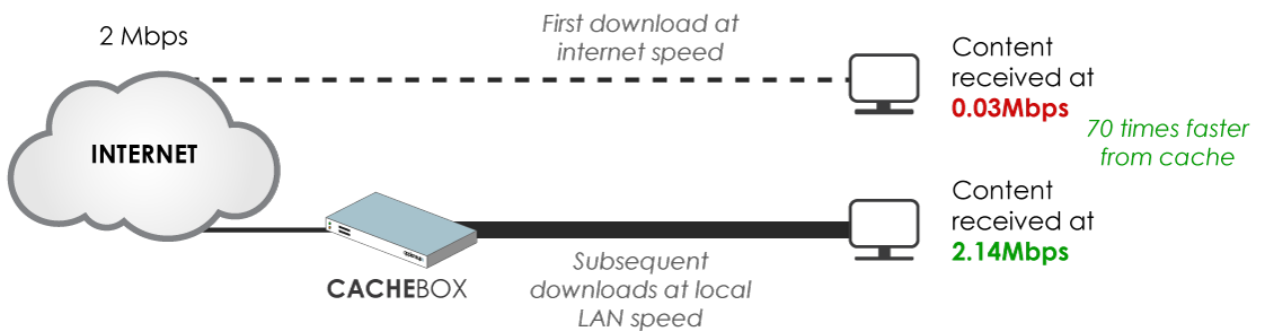 2 Mbps
First download at
internet speed
Content
received at
0.03Mbps
70 times faster
from cache
INTERNET
Content
received at
2.14Mbps
CACHEBOX
Subsequent
downloads at local
LAN speed